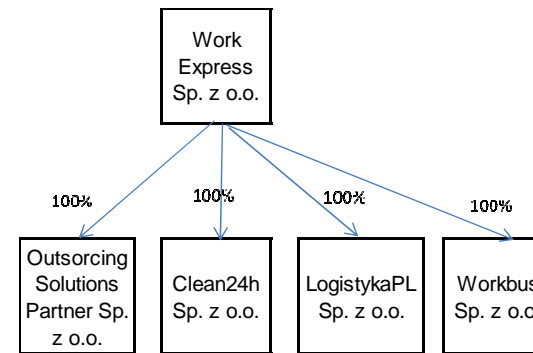 Work
Express
Sp. z o.o.
100%
100%
100%
100%
Outsorcing
Solutions
Partner Sp.
z o.o.
Clean24h
Sp. z o.o.
LogistykaPL
Sp. z o.o.
Workbus
Sp. z o.o